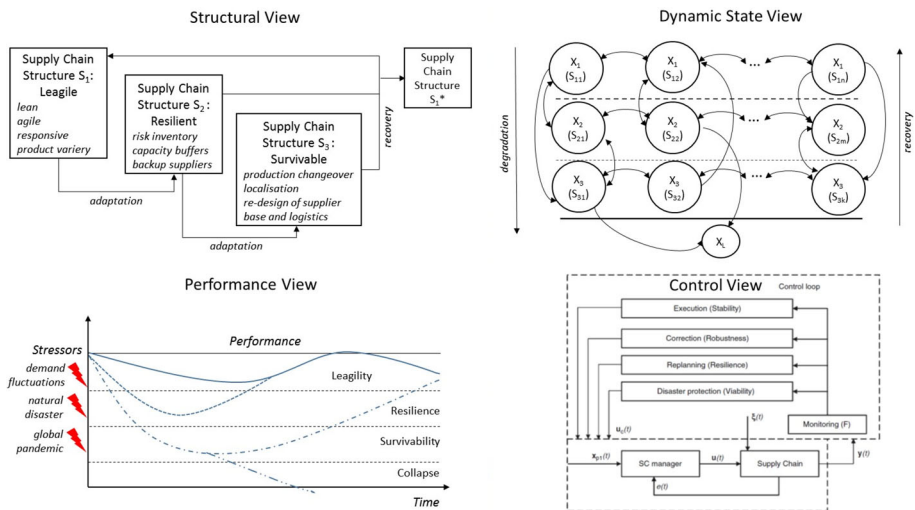 Structural View
Supply Chain
Structure S1:
Leagile
lean
agile
responsive
product variery
Supply Chain
Structure S2:
Resilient
risk inventory
capacity buffers
backup suppliers
Supply Chain
Structure S3:
Survivable
production changeover
localisation
re-design of supplier
base and logistics
Supply
Chain
Structure
S1*
recovery
adaptation
adaptation
Dynamic State View
degradation
recovery
X1
(S11)
X1
(S12)
...
X1
(S1n)
X2
(S21)
X2
(S22)
...
X2
(S2m)
X3
(S31)
X3
(S32)
...
X3
(S3k)
XL
Performance View
Stressors
Performance
demand
fluctuations
natural
disaster
global
pandemic
Leagility
Resilience
Survivability
Collapse
Time
Control View
Control loop
Execution (Stability)
Correction (Robustness)
Replanning (Resilience)
Disaster protection (Viability)
Monitoring (F)
ξ(t)
SC manager
u(t)
Supply Chain
y(t)
e(t)